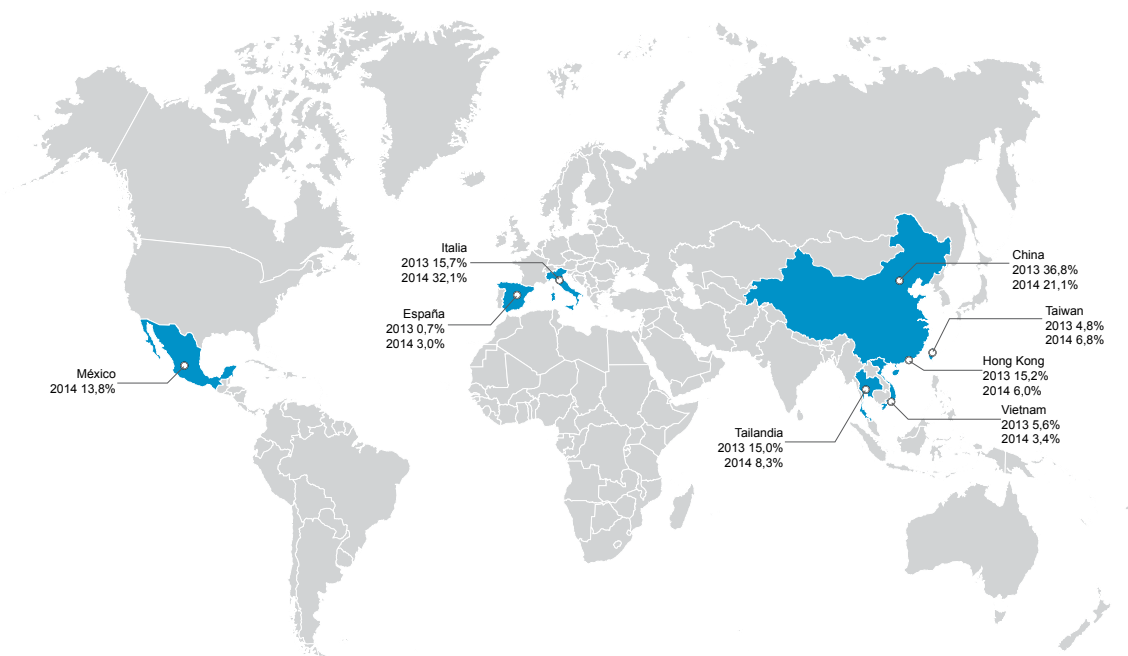 Italia
2013 15,7%
2014 32,1%
España
2013 0,7%
2014 3,0%
México
2014 13,8%
China
2013 36,8%
2014 21,1%
Taiwan
2013 4,8%
2014 6,8%
Hong Kong
2013 15,2%
2014 6,0%
Vietnam
2013 5,6%
2014 3,4%
Tailandia
2013 15,0%
2014 8,3%